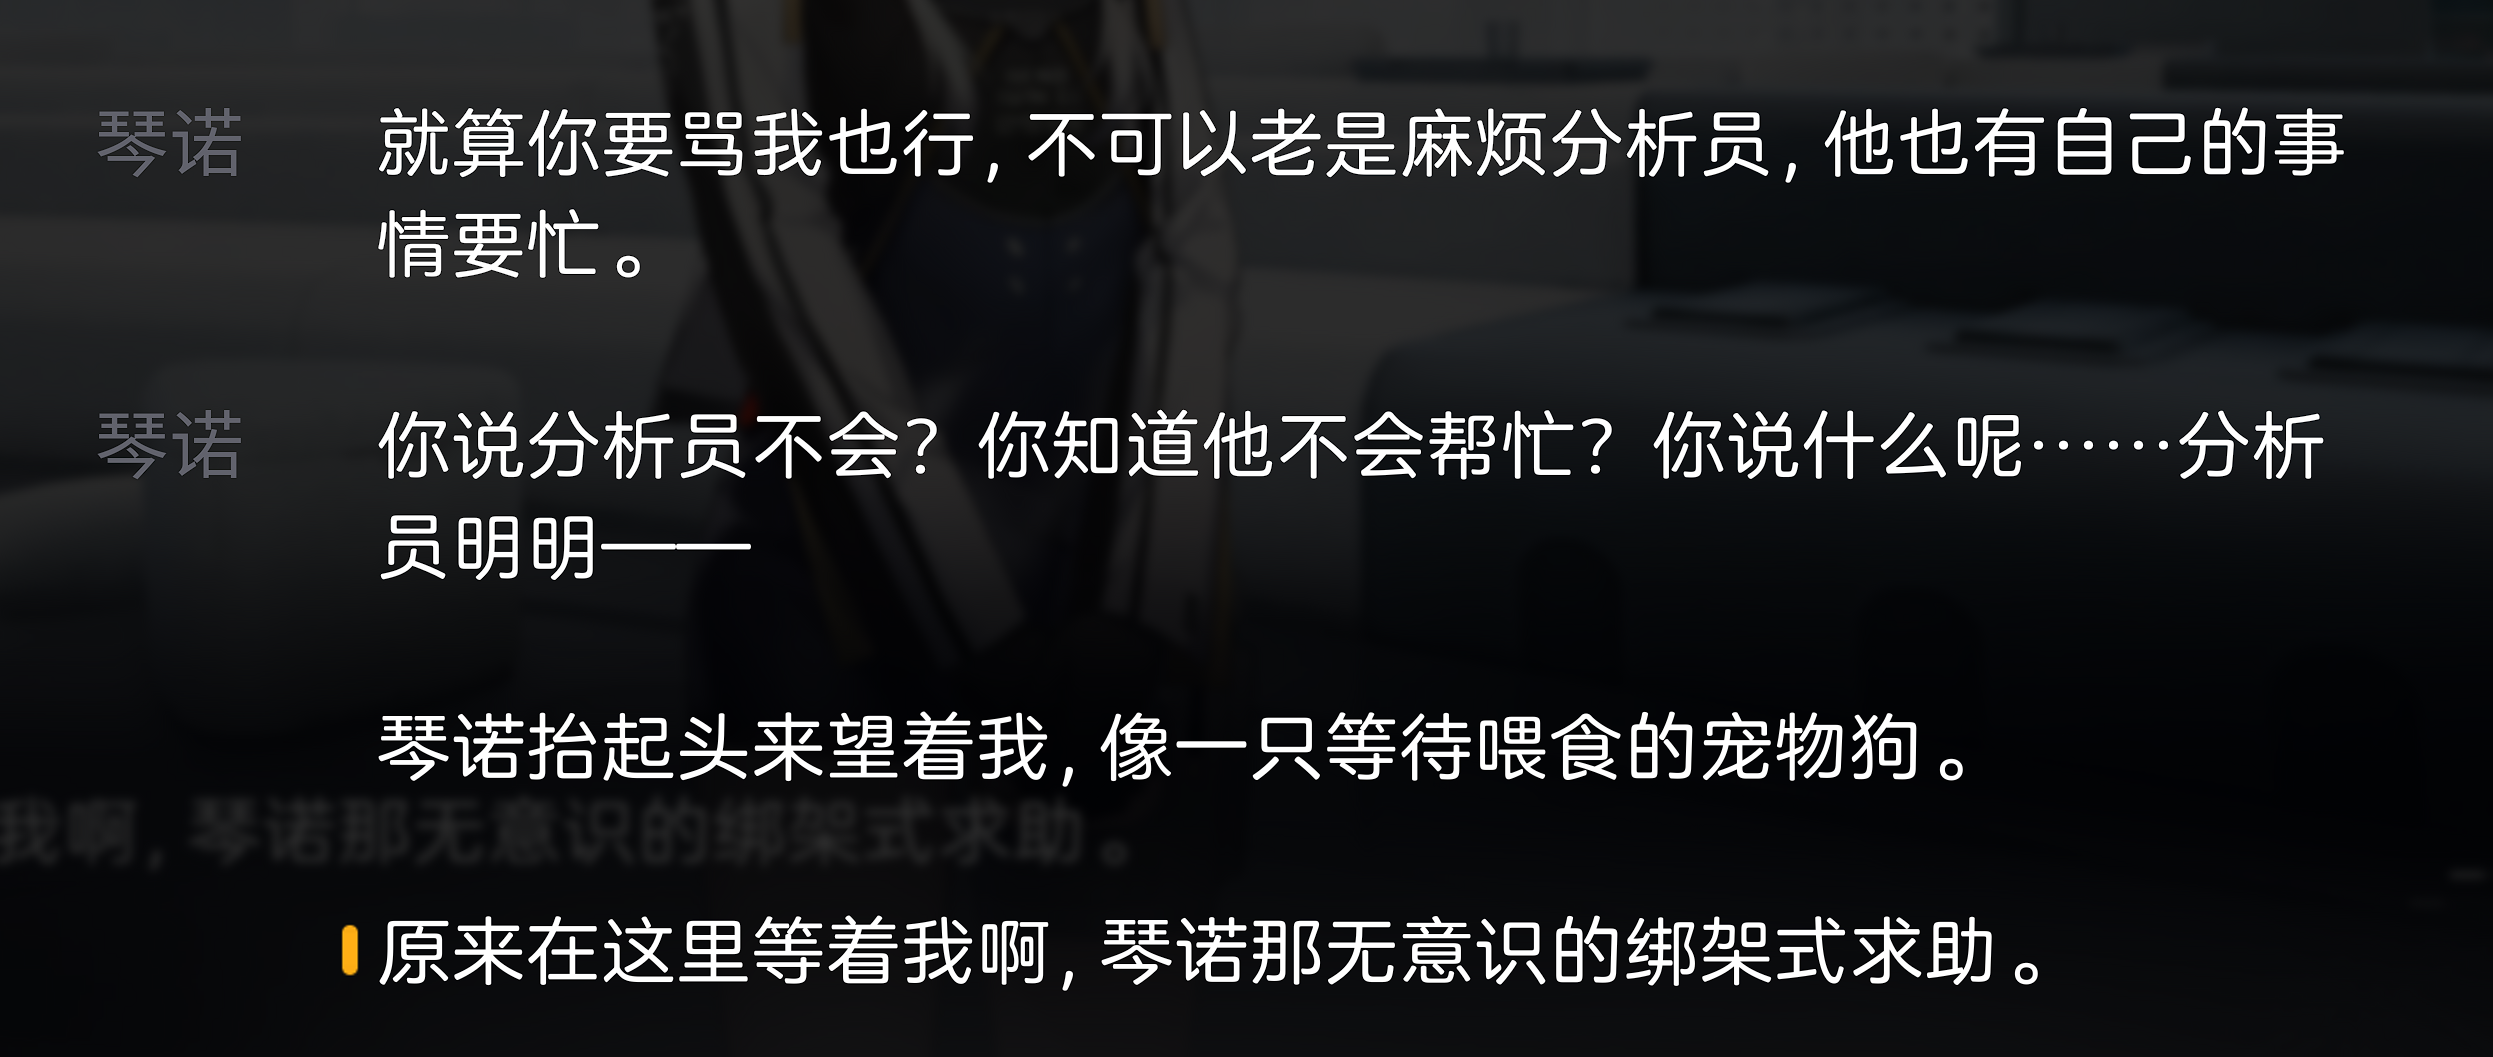 琴诺
就算你要骂我也行，不可以老是麻烦分析员，他也有自己的事
情要忙。
琴诺
你说分析员不会？你知道他不会帮忙？你说什么呢……分析
员明明——
琴诺抬起头来望着我，像一只等待喂食的宠物狗。
我啊，琴诺那无意识的绑架式求助。
原来在这里等着我啊，琴诺那无意识的绑架式求助。